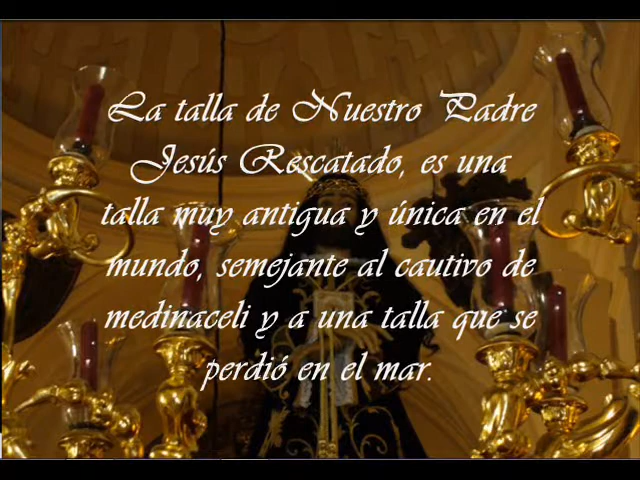 La talla de Nuestro Padre
Jesús Rescatado, es una
talla muy antigua y única en el
mundo, semejante al cautivo de
medinaceli y a una talla que se
perdió en el mar.